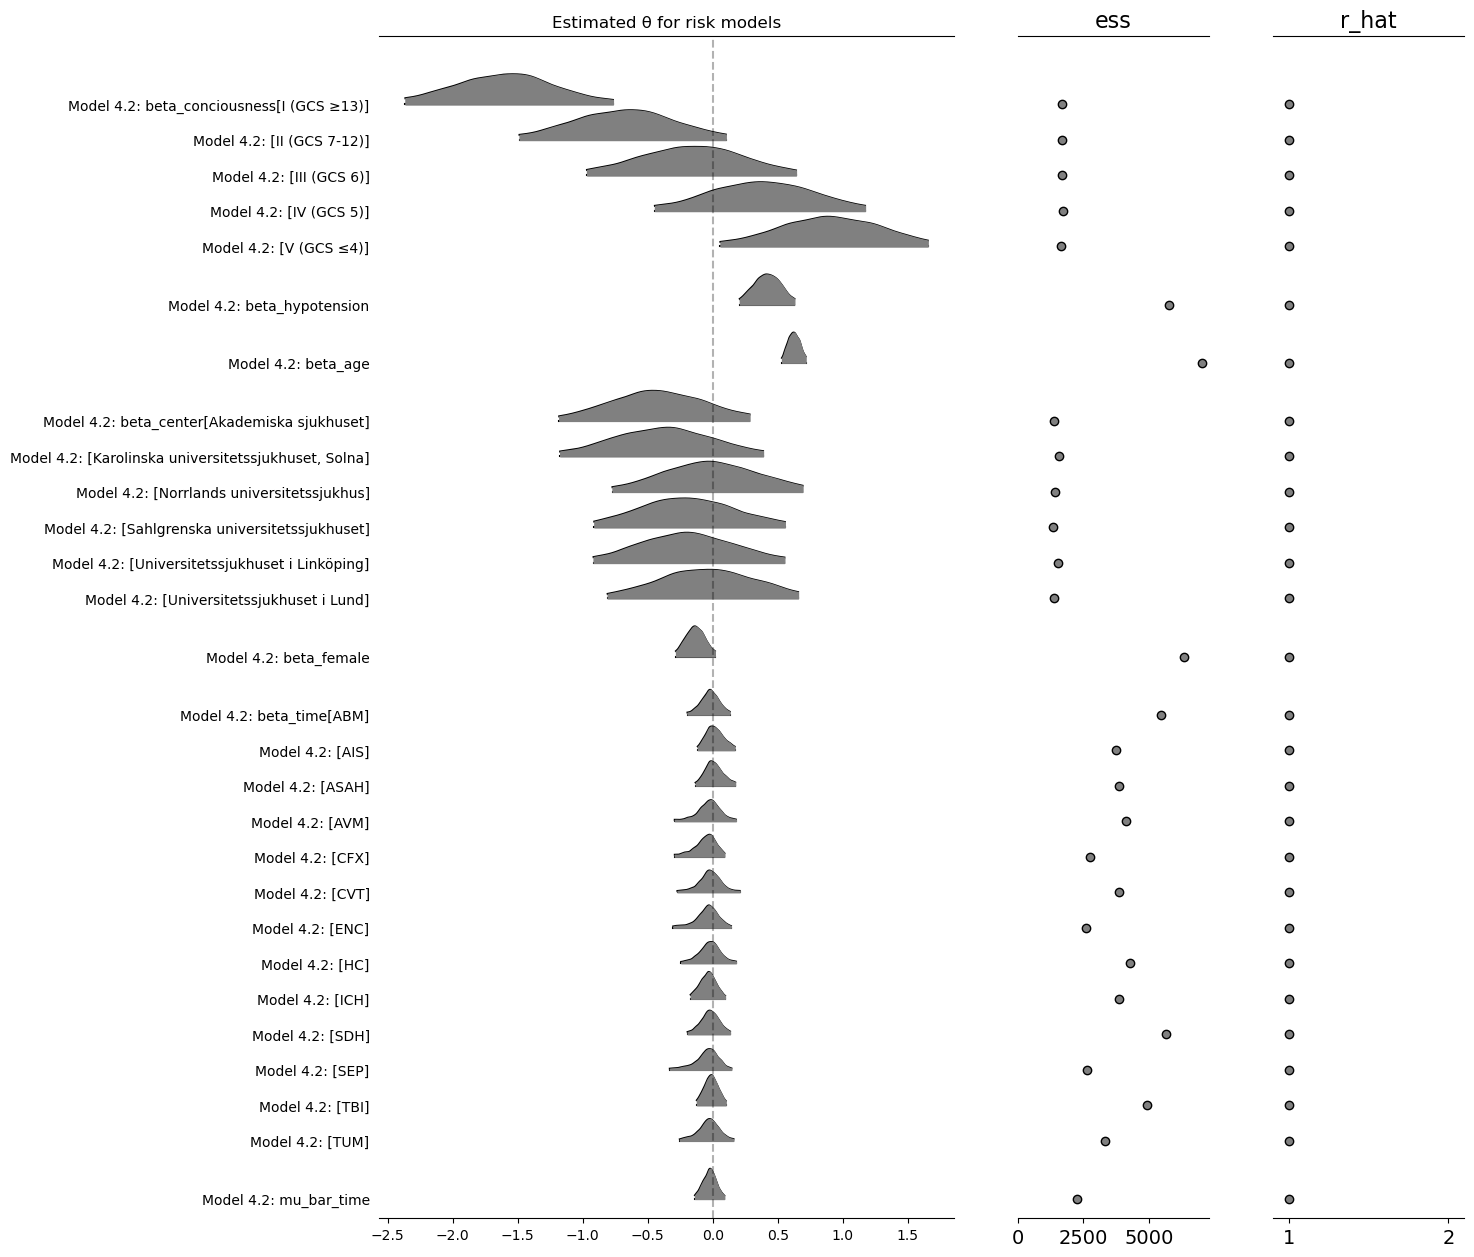 Estimated θ for risk models
ess
r_hat
Model 4.2: beta_conciousness[I (GCS ≥13)]
Model 4.2: [II (GCS 7-12)]
Model 4.2: [III (GCS 6)]
Model 4.2: [IV (GCS 5)]
Model 4.2: [V (GCS ≤4)]
Model 4.2: beta_hypotension
Model 4.2: beta_age
Model 4.2: beta_center[Akademiska sjukhuset]
Model 4.2: [Karolinska universitetssjukhuset, Solna]
Model 4.2: [Norrlands universitetssjukhus]
Model 4.2: [Sahlgrenska universitetssjukhuset]
Model 4.2: [Universitetssjukhuset i Linköping]
Model 4.2: [Universitetssjukhuset i Lund]
Model 4.2: beta_female
Model 4.2: beta_time[ABM]
Model 4.2: [AIS]
Model 4.2: [ASAH]
Model 4.2: [AVM]
Model 4.2: [CFX]
Model 4.2: [CVT]
Model 4.2: [ENC]
Model 4.2: [HC]
Model 4.2: [ICH]
Model 4.2: [SDH]
Model 4.2: [SEP]
Model 4.2: [TBI]
Model 4.2: [TUM]
Model 4.2: mu_bar_time
−2.5 −2.0 −1.5 −1.0 −0.5 0.0 0.5 1.0 1.5
0 2500 5000
1 2